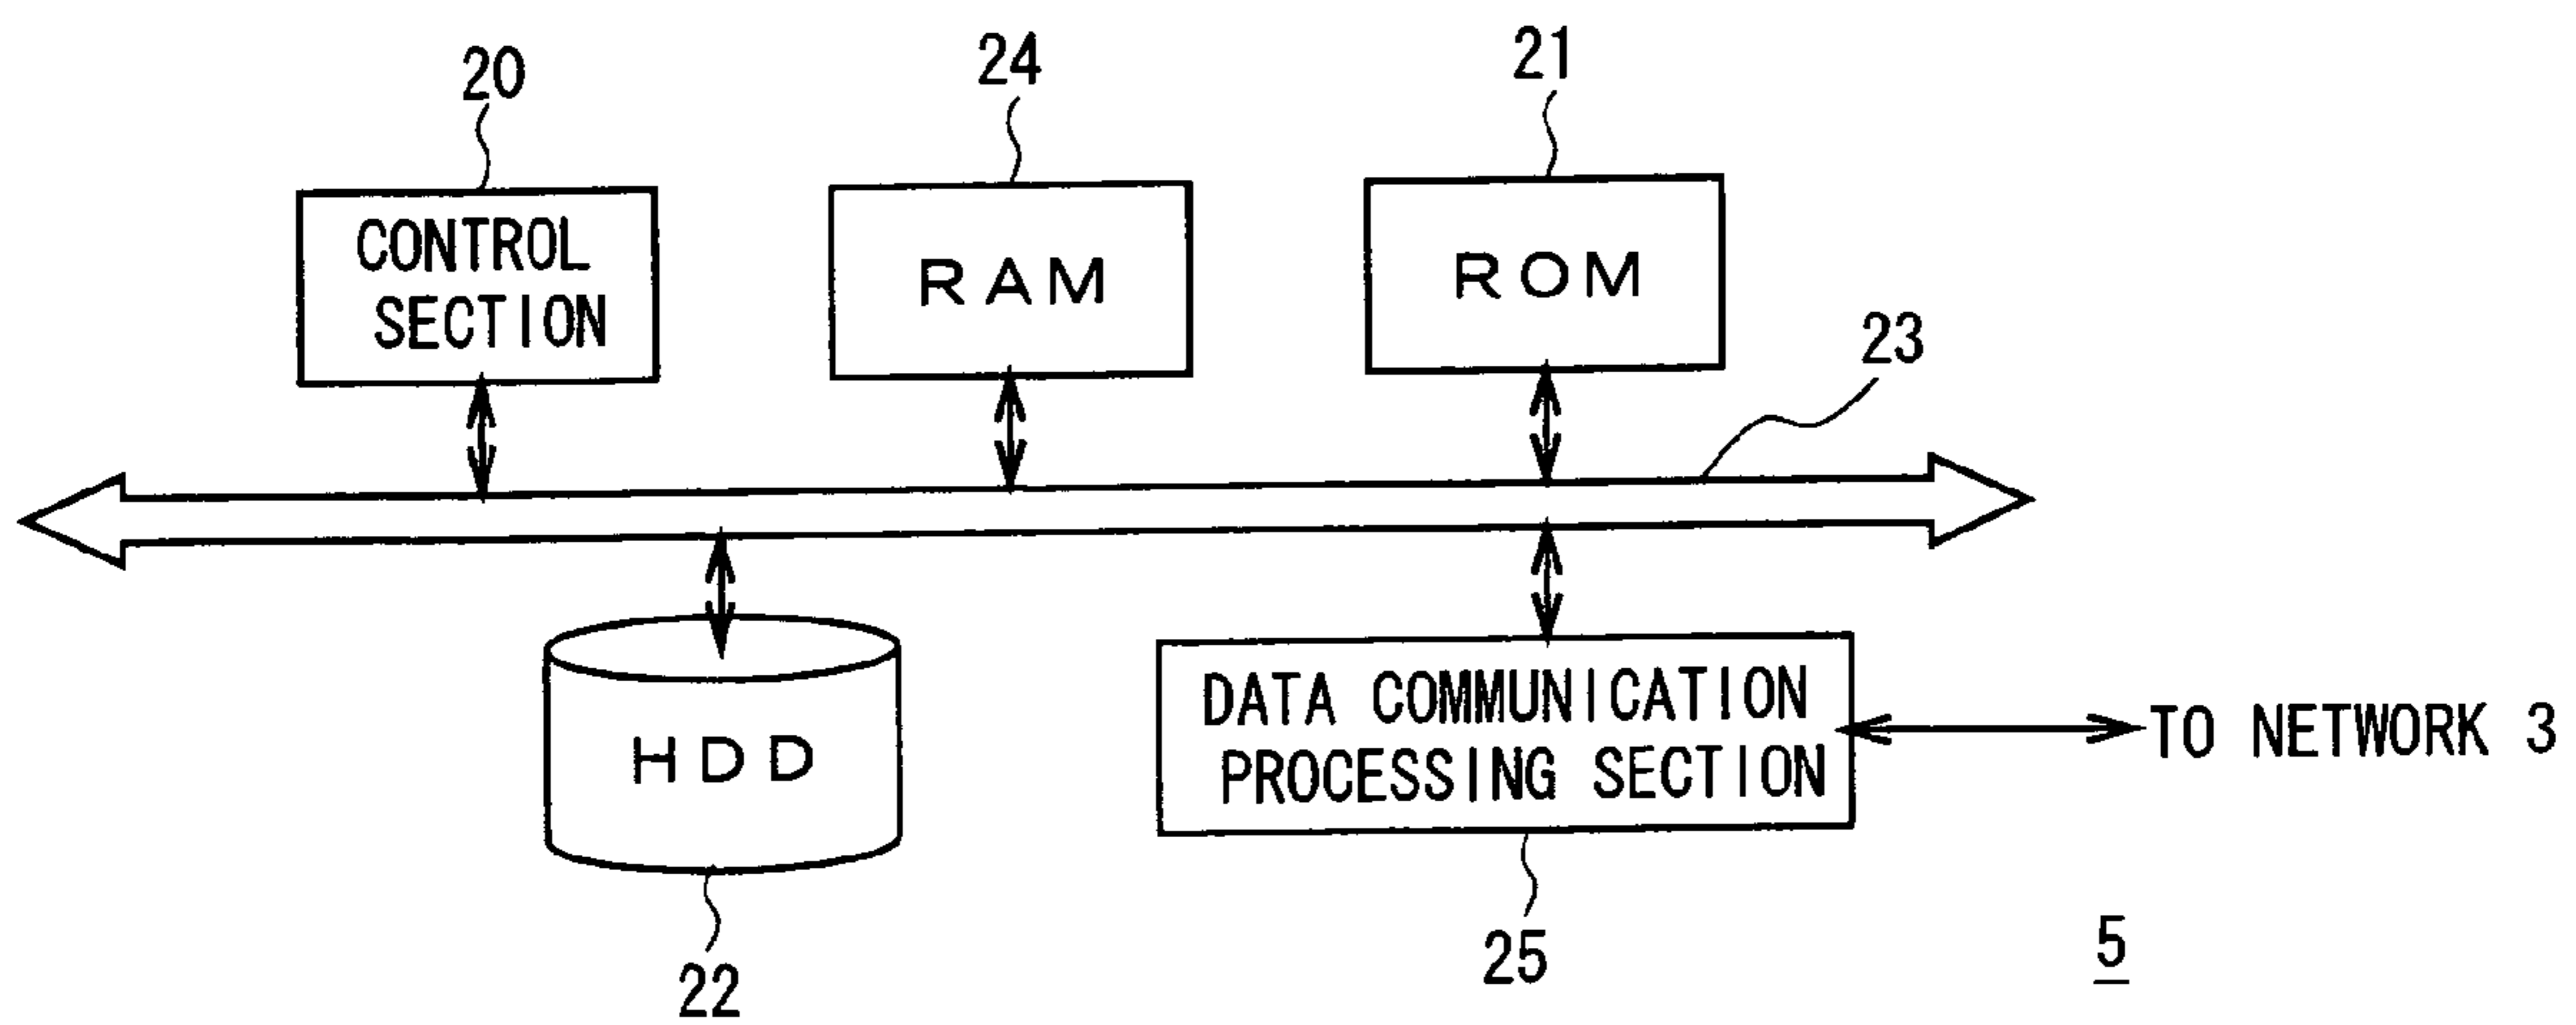 20
24
21
CONTROL
SECTION
RAM
ROM
23
HDD
DATA COMMUNICATION
PROCESSING SECTION
TO NETWORK 3
22
25
5